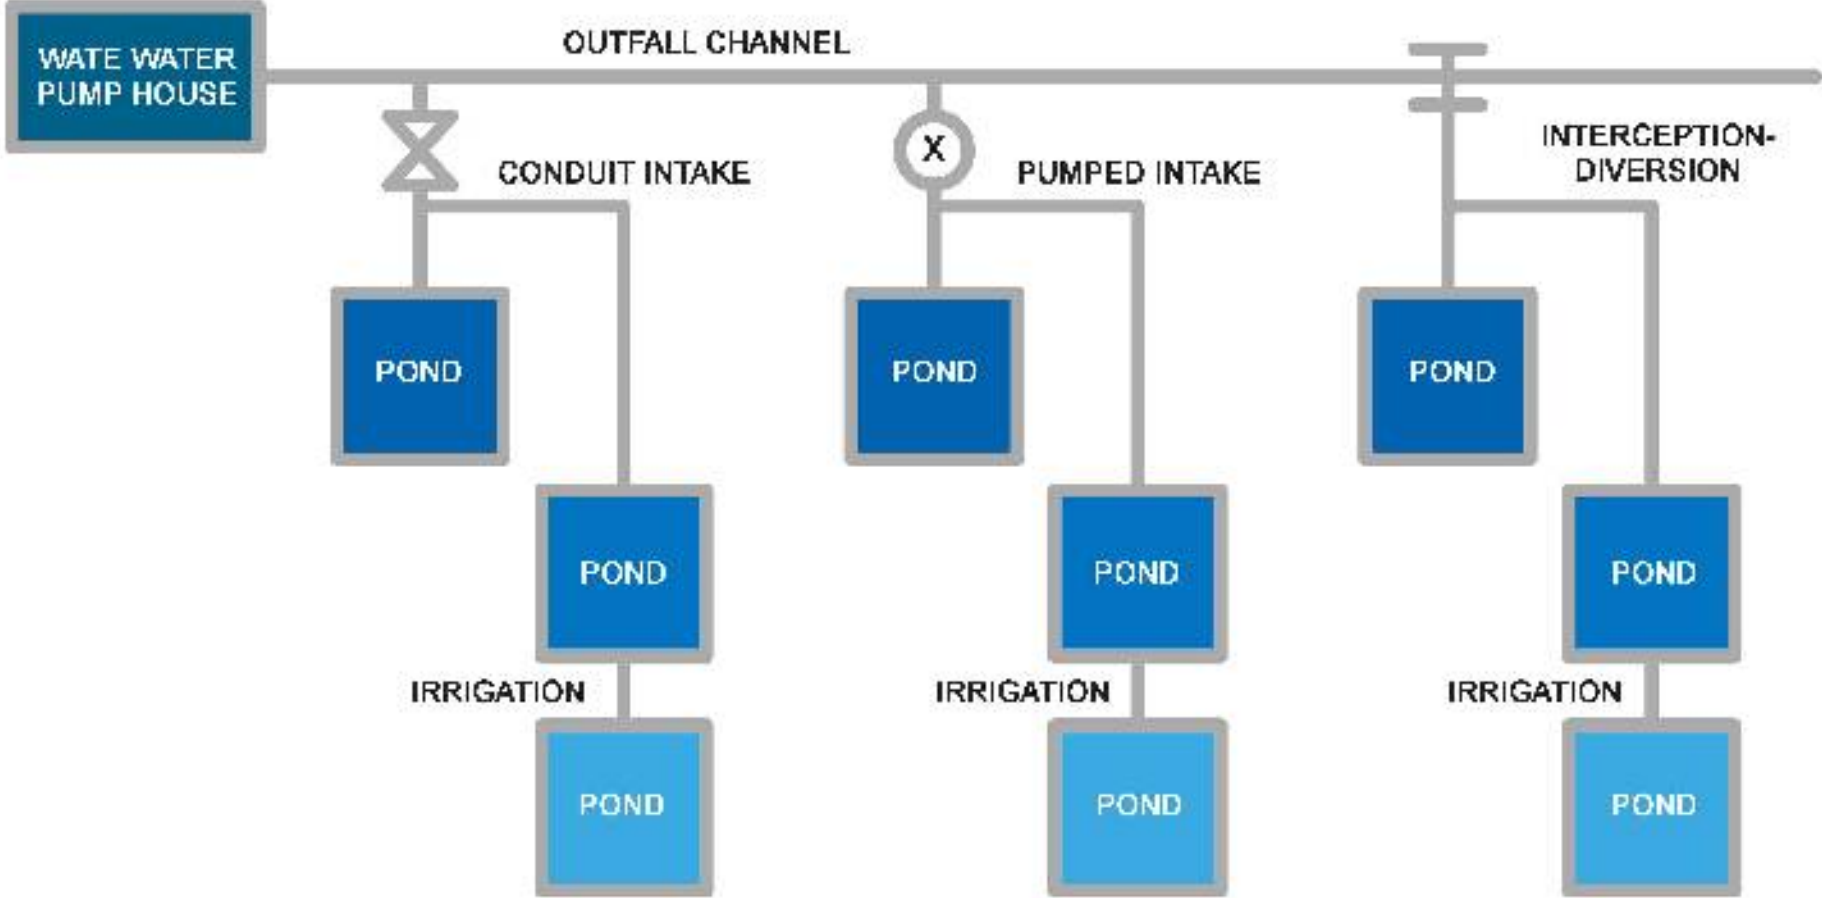 WATE WATER
PUMP HOUSE
OUTFALL CHANNEL
CONDUIT INTAKE
X
PUMPED INTAKE
INTERCEPTION-
DIVERSION
POND
POND
POND
POND
POND
POND
IRRIGATION
IRRIGATION
IRRIGATION
POND
POND
POND